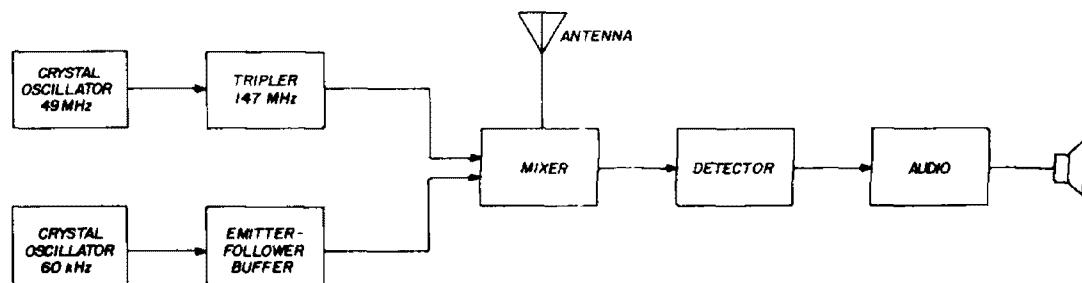 ANTENNA
CRYSTAL
OSCILLATOR
49 MHz
TRIPLER
147 MHz
MIXER
DETECTOR
AUDIO
CRYSTAL
OSCILLATOR
60 kHz
EMITTER-
FOLLOWER
BUFFER